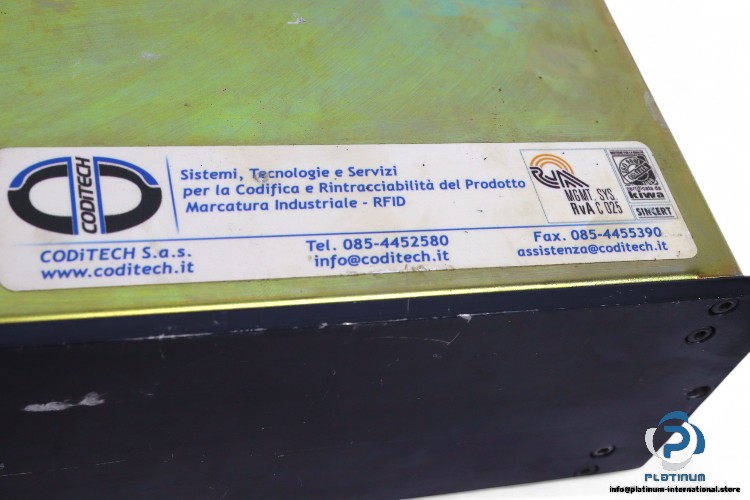 CODITECH
Sistemi, Tecnologie e Servizi
per la Codifica e Rintracciabilità del Prodotto
Marcatura Industriale - RFID
RvA
MGMT. SYS.
RvA C 025
certificata da
kiwa
SINCERT
CODiTECH S.a.s.
www.coditech.it
Tel. 085-4452580
info@coditech.it
Fax. 085-4455390
assistenza@coditech.it
PLATINUM
info@platinum-international.store